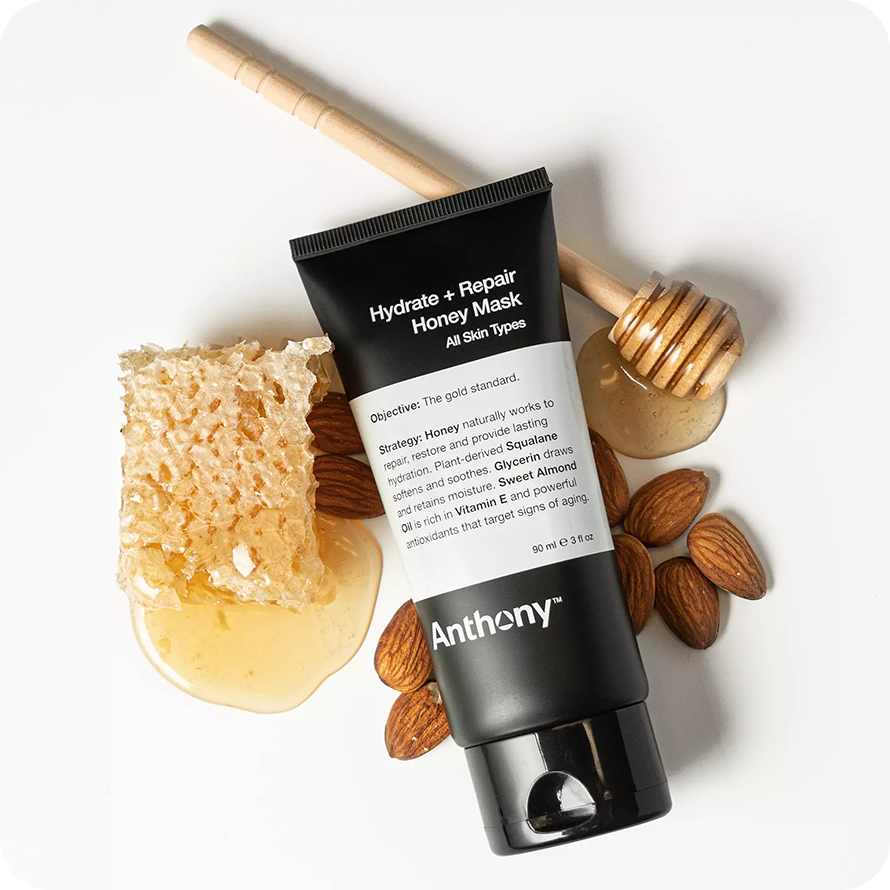 Hydrate + Repair
Honey Mask
All Skin Types
Objective: The gold standard.
Strategy: Honey naturally works to
repair, restore and provide lasting
hydration. Plant-derived Squalane
softens and soothes. Glycerin draws
and retains moisture. Sweet Almond
Oil is rich in Vitamin E and powerful
antioxidants that target signs of aging.
90 ml ℮ 3 fl oz
Anthony™